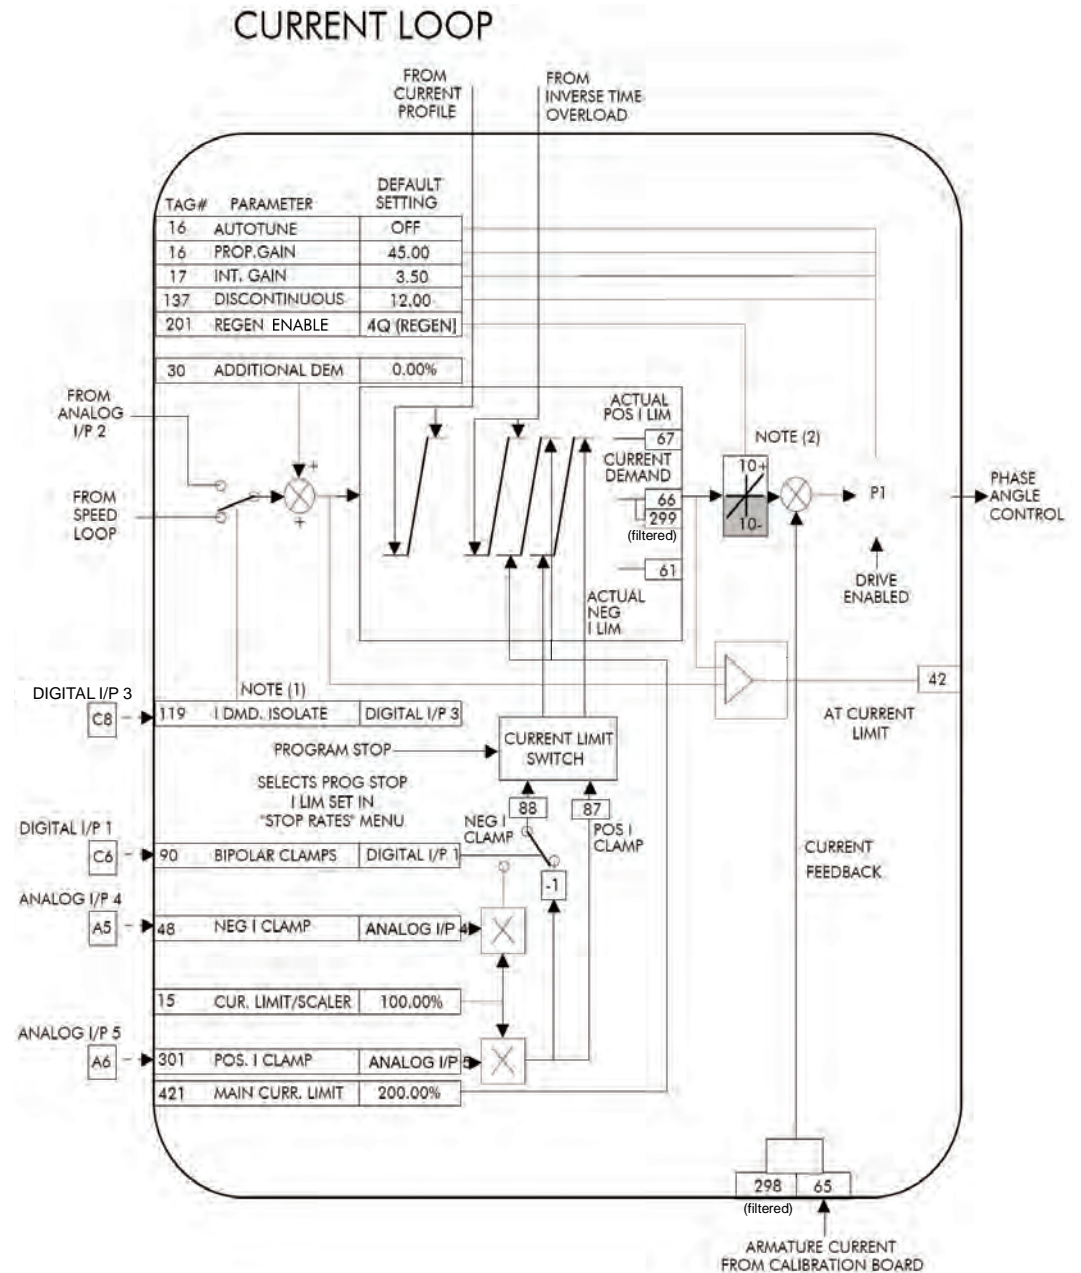 CURRENT LOOP
FROM
CURRENT
PROFILE
FROM
INVERSE TIME
OVERLOAD
TAG# PARAMETER DEFAULT SETTING
16 AUTOTUNE OFF
16 PROP.GAIN 45.00
17 INT. GAIN 3.50
137 DISCONTINUOUS 12.00
201 REGEN ENABLE 4Q (REGEN]
30 ADDITIONAL DEM 0.00%
FROM
ANALOG
I/P 2
FROM
SPEED
LOOP
+
+
ACTUAL
POS I LIM
67
CURRENT
DEMAND
66
299
(filtered)
61
ACTUAL
NEG
I LIM
NOTE (2)
10+
10-
P1
PHASE
ANGLE
CONTROL
DRIVE
ENABLED
42
AT CURRENT
LIMIT
DIGITAL I/P 3
C8
NOTE (1)
119 I DMD. ISOLATE DIGITAL I/P 3
PROGRAM STOP
CURRENT LIMIT
SWITCH
SELECTS PROG STOP
I LIM SET IN
"STOP RATES" MENU
88
87
NEG I
CLAMP
POS I
CLAMP
DIGITAL I/P 1
C6
90 BIPOLAR CLAMPS DIGITAL I/P 1
-1
CURRENT
FEEDBACK
ANALOG I/P 4
A5
48 NEG I CLAMP ANALOG I/P 4
X
15 CUR. LIMIT/SCALER 100.00%
ANALOG I/P 5
A6
301 POS. I CLAMP ANALOG I/P 5
X
421 MAIN CURR. LIMIT 200.00%
298
65
(filtered)
ARMATURE CURRENT
FROM CALIBRATION BOARD